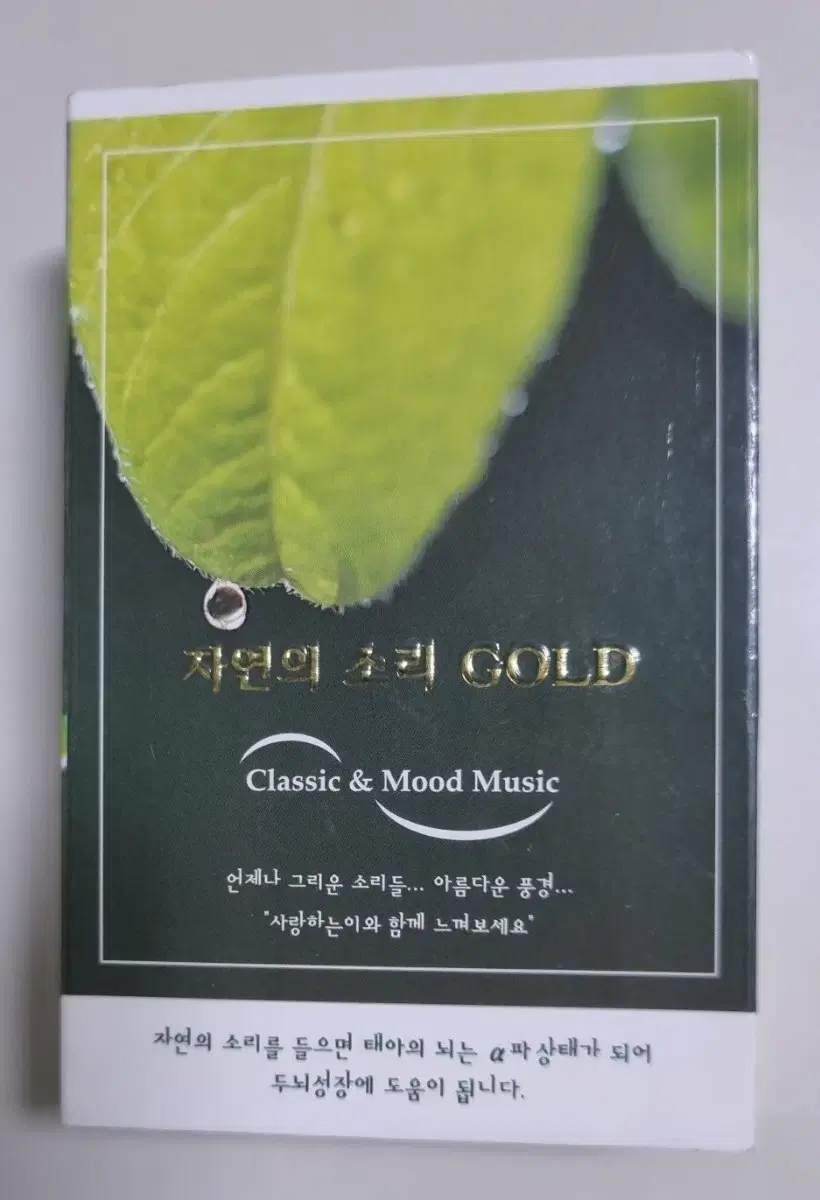 자연의 소리 GOLD
Classic & Mood Music
언제나 그리운 소리들... 아름다운 풍경...
"사랑하는이와 함께 느껴보세요"
자연의 소리를 들으면 태아의 뇌는 α파 상태가 되어
두뇌성장에 도움이 됩니다.